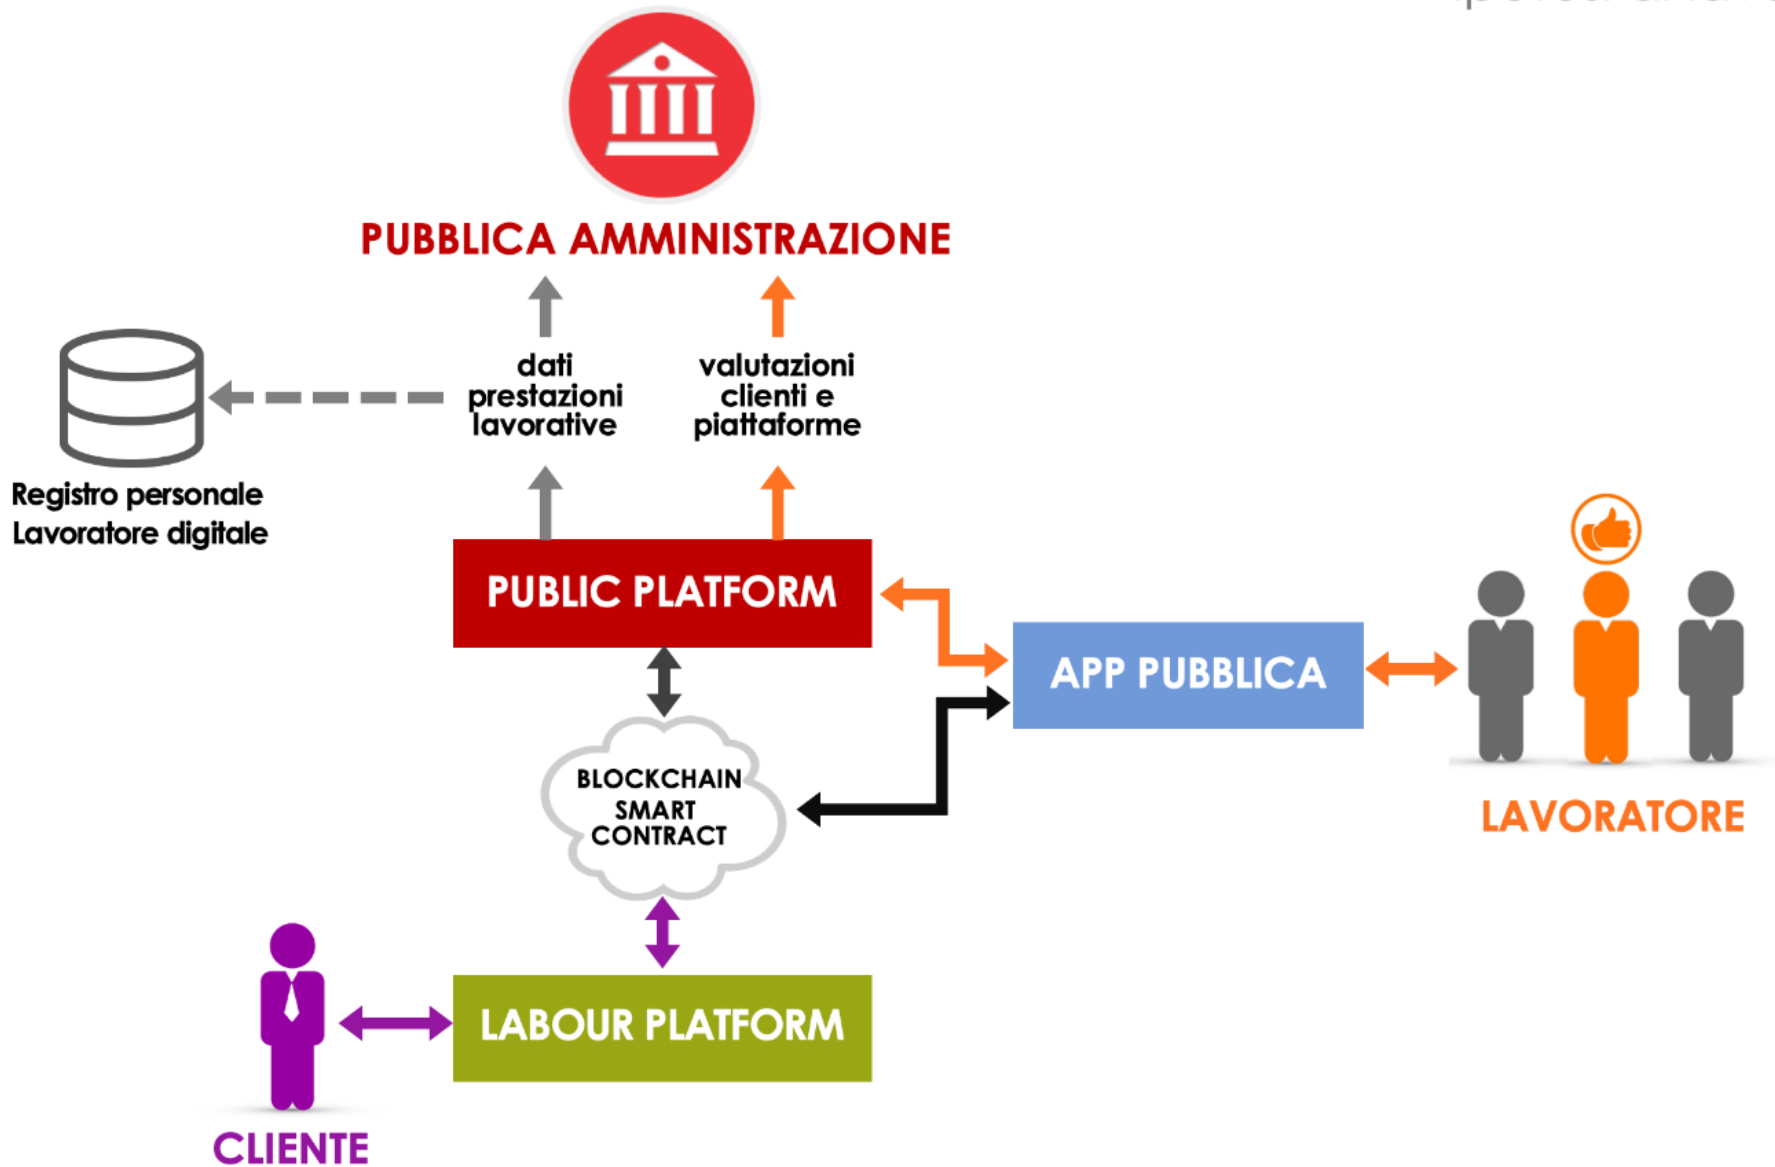 PUBBLICA AMMINISTRAZIONE
dati
prestazioni
lavorative
valutazioni
clienti e
piattaforme
Registro personale
Lavoratore digitale
PUBLIC PLATFORM
APP PUBBLICA
BLOCKCHAIN
SMART
CONTRACT
LAVORATORE
LABOUR PLATFORM
CLIENTE